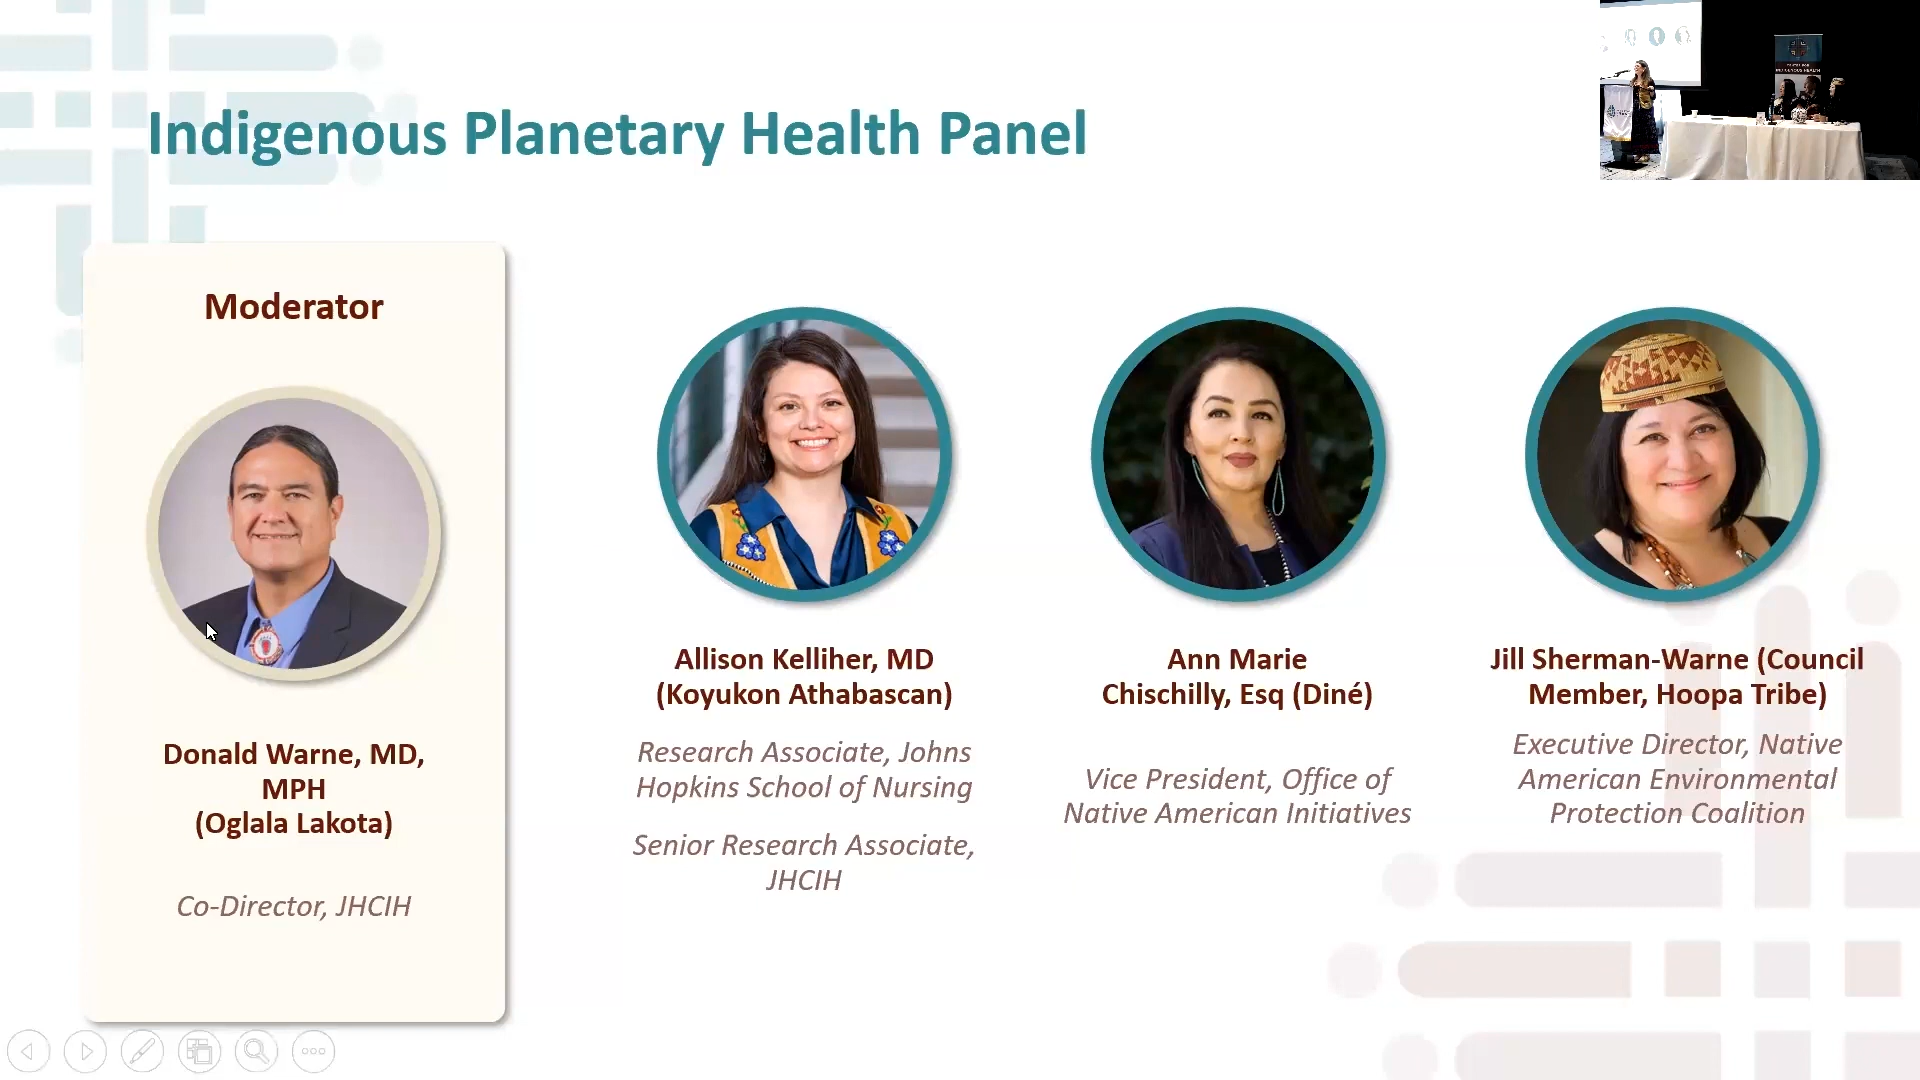 Indigenous Planetary Health Panel
Moderator
Donald Warne, MD,
MPH
(Oglala Lakota)
Co-Director, JHCIH
Allison Kelliher, MD
(Koyukon Athabascan)
Research Associate, Johns
Hopkins School of Nursing
Senior Research Associate,
JHCIH
Ann Marie
Chischilly, Esq (Diné)
Vice President, Office of
Native American Initiatives
Jill Sherman-Warne (Council
Member, Hoopa Tribe)
Executive Director, Native
American Environmental
Protection Coalition
INDIGENOUS HEALTH